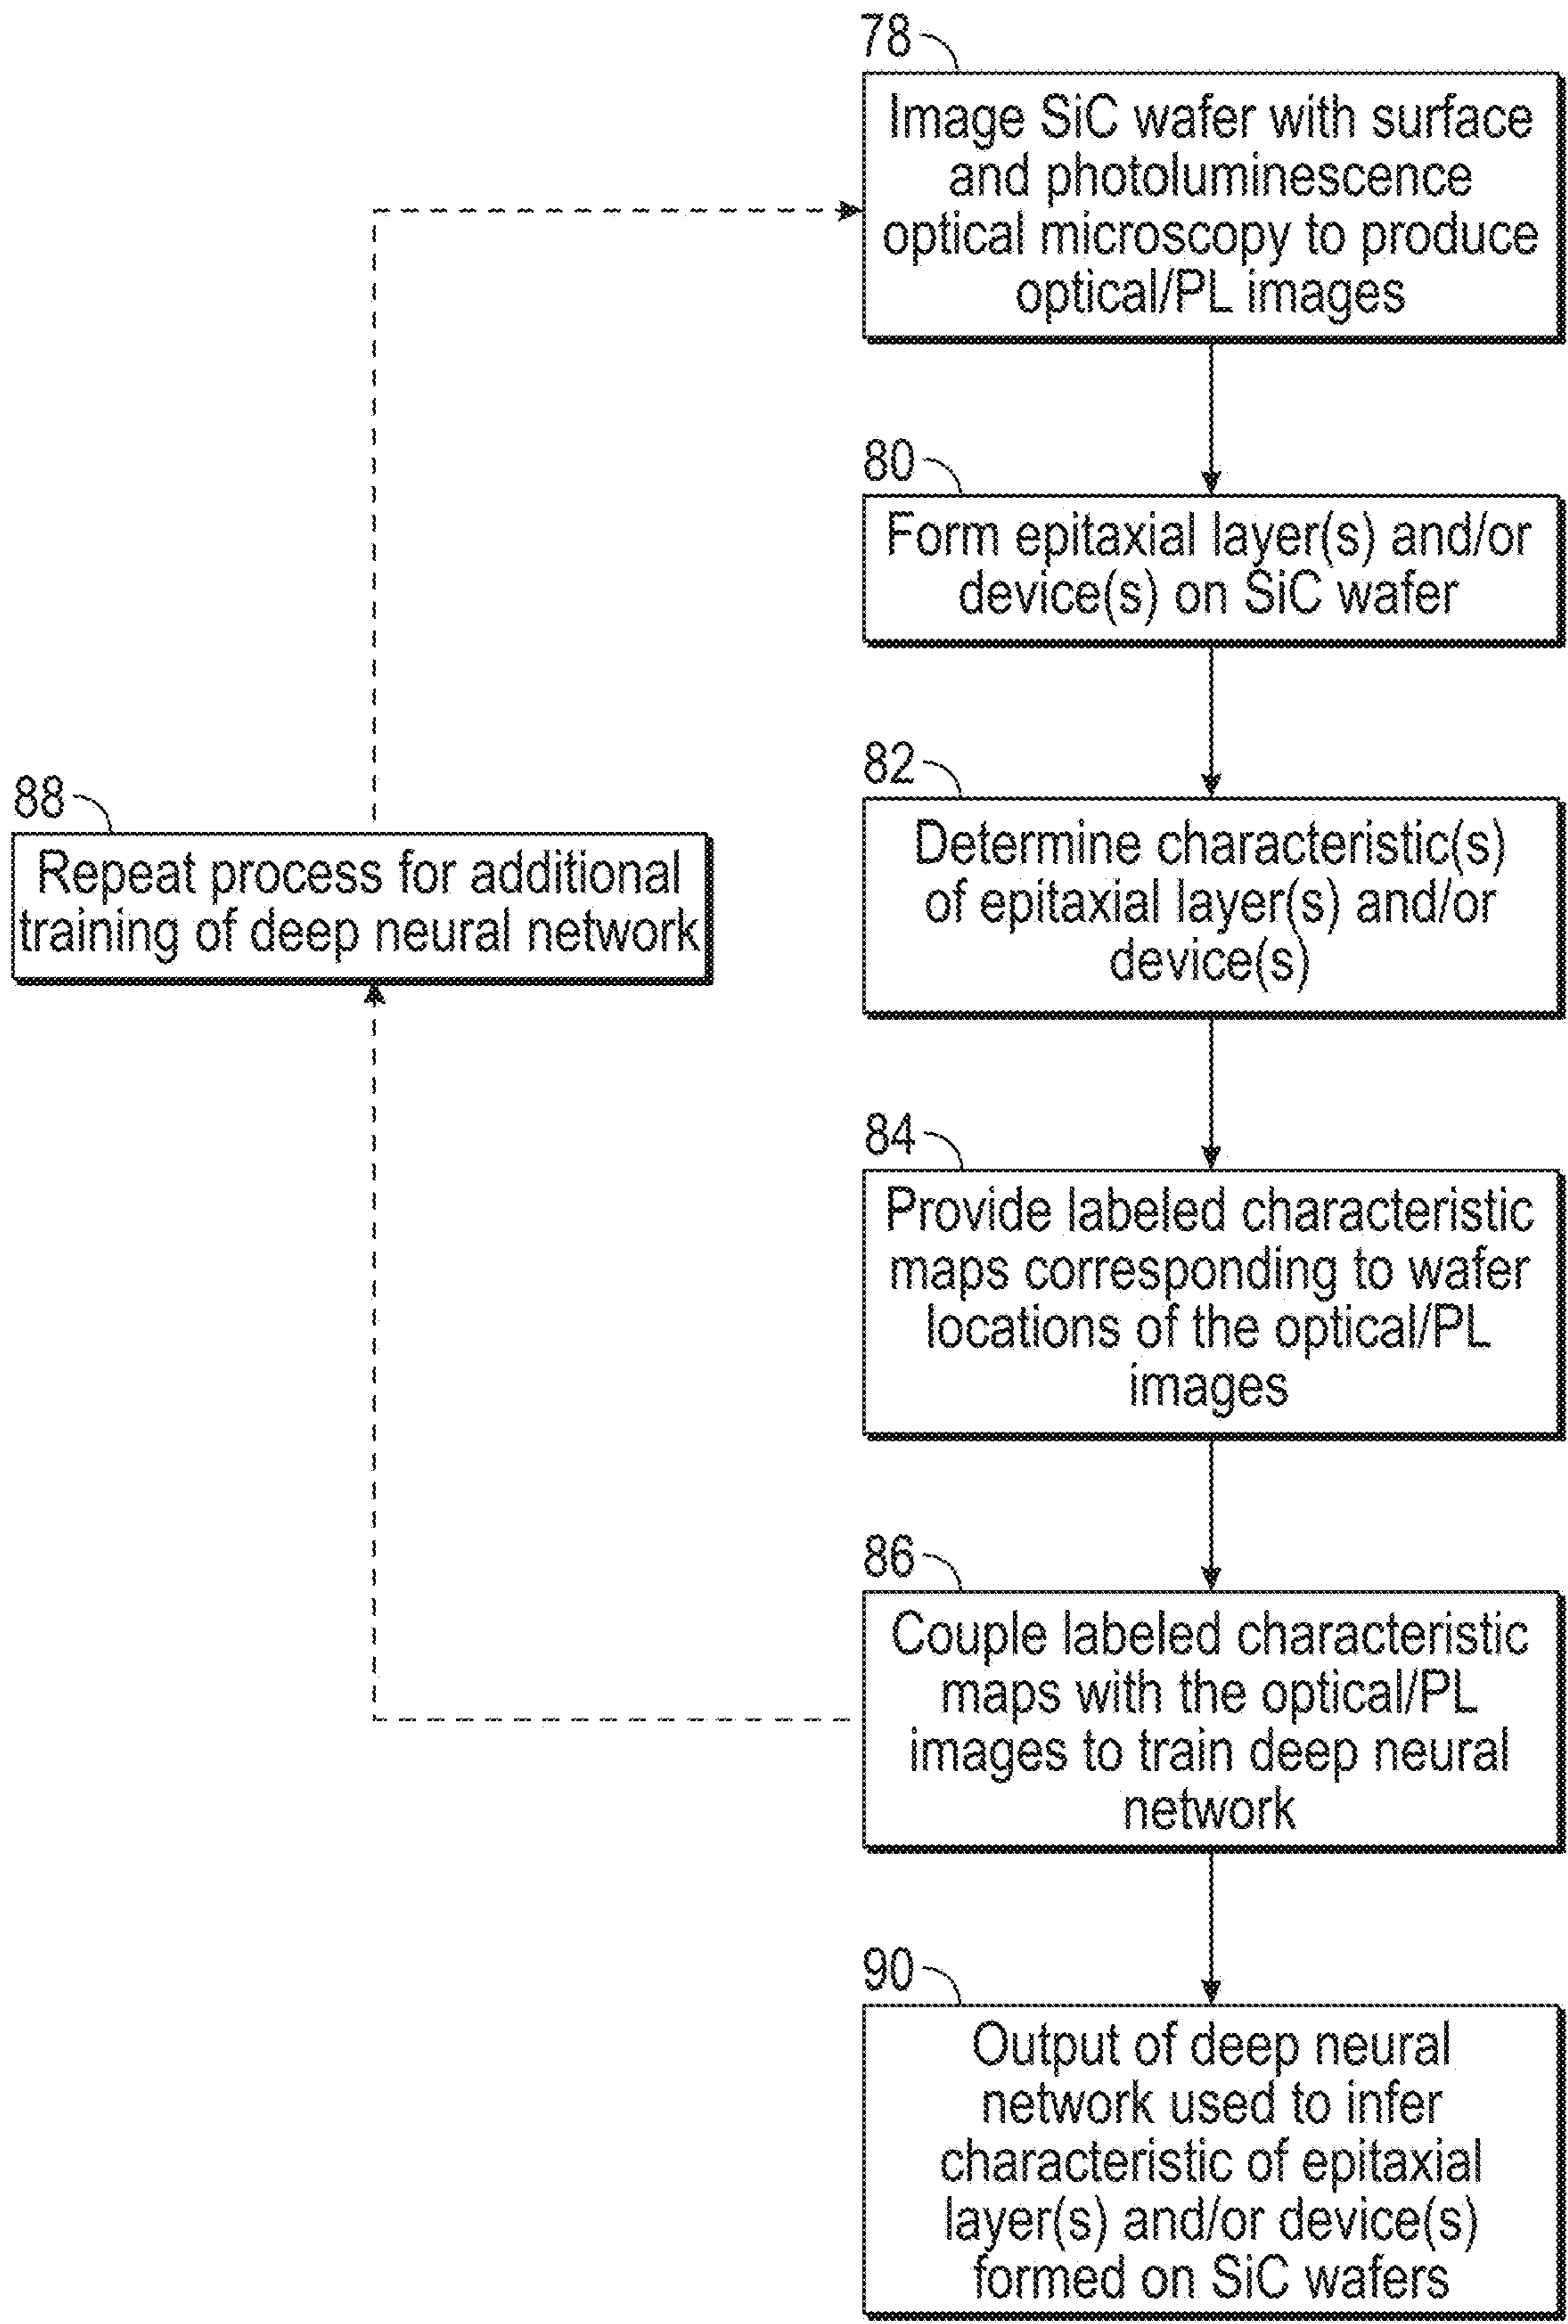 78
Image SiC wafer with surface
and photoluminescence
optical microscopy to produce
optical/PL images
80
Form epitaxial layer(s) and/or
device(s) on SiC wafer
82
Determine characteristic(s)
of epitaxial layer(s) and/or
device(s)
88
Repeat process for additional
training of deep neural network
84
Provide labeled characteristic
maps corresponding to wafer
locations of the optical/PL
images
86
Couple labeled characteristic
maps with the optical/PL
images to train deep neural
network
90
Output of deep neural
network used to infer
characteristic of epitaxial
layer(s) and/or device(s)
formed on SiC wafers